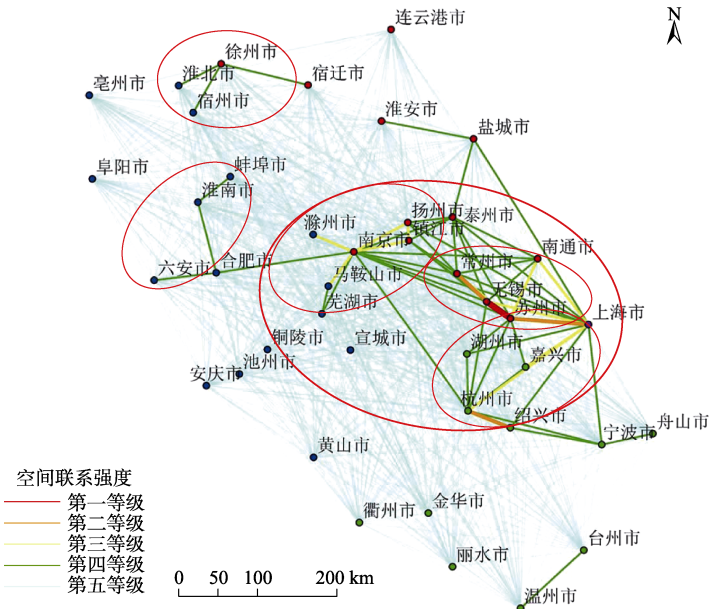 连云港市
N
徐州市
淮北市
宿迁市
亳州市
宿州市
淮安市
盐城市
阜阳市
蚌埠市
淮南市
扬州市
泰州市
滁州市
镇江市
南京市
南通市
常州市
六安市
合肥市
马鞍山市
无锡市
芜湖市
苏州市
上海市
铜陵市
宣城市
湖州市
嘉兴市
安庆市
池州市
杭州市
绍兴市
宁波市
舟山市
黄山市
空间联系强度
第一等级
第二等级
第三等级
第四等级
第五等级
衢州市
金华市
台州市
丽水市
温州市
0 50 100 200 km